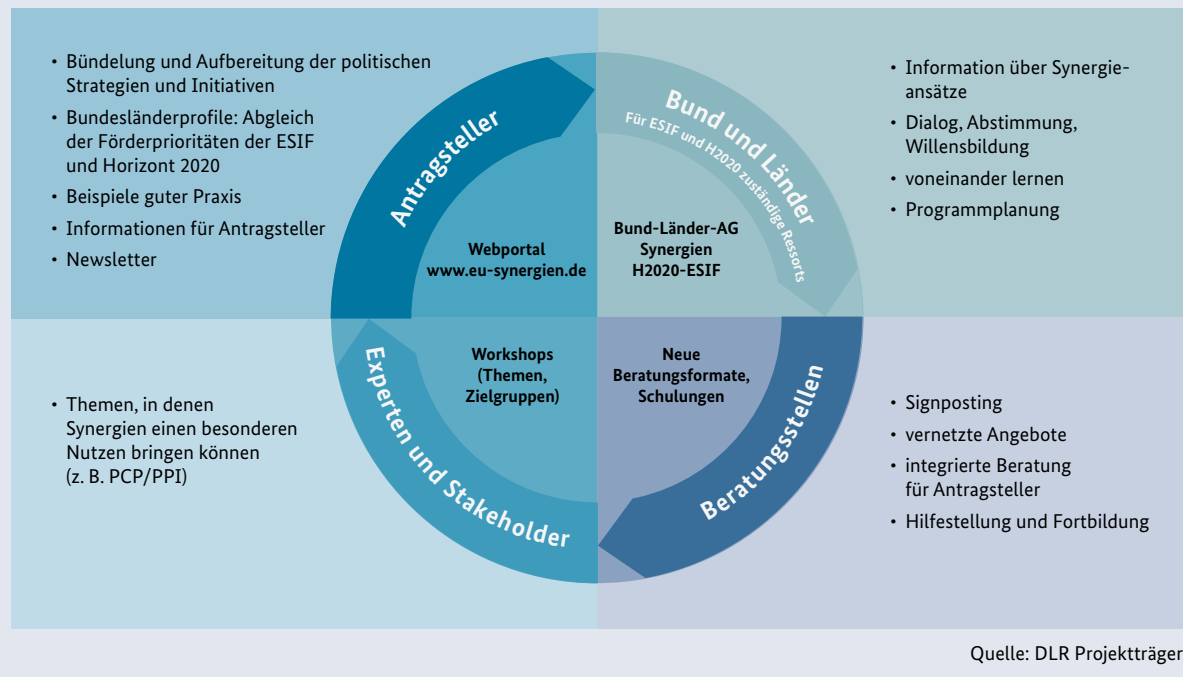 • Bündelung und Aufbereitung der politischen
Strategien und Initiativen
• Bundesländerprofile: Abgleich
der Förderprioritäten der ESIF
und Horizont 2020
• Beispiele guter Praxis
• Informationen für Antragsteller
• Newsletter
Antragsteller
Webportal
www.eu-synergien.de
Bund und Länder
Für ESIF und H2020 zuständige Ressorts
Bund-Länder-AG
Synergien
H2020-ESIF
• Information über Synergie-
ansätze
• Dialog, Abstimmung,
Willensbildung
• voneinander lernen
• Programmplanung
• Themen, in denen
Synergien einen besonderen
Nutzen bringen können
(z. B. PCP/PPI)
Experten und Stakeholder
Workshops
(Themen,
Zielgruppen)
Neue
Beratungsformate,
Schulungen
Beratungsstellen
• Signposting
• vernetzte Angebote
• integrierte Beratung
für Antragsteller
• Hilfestellung und Fortbildung
Quelle: DLR Projektträger